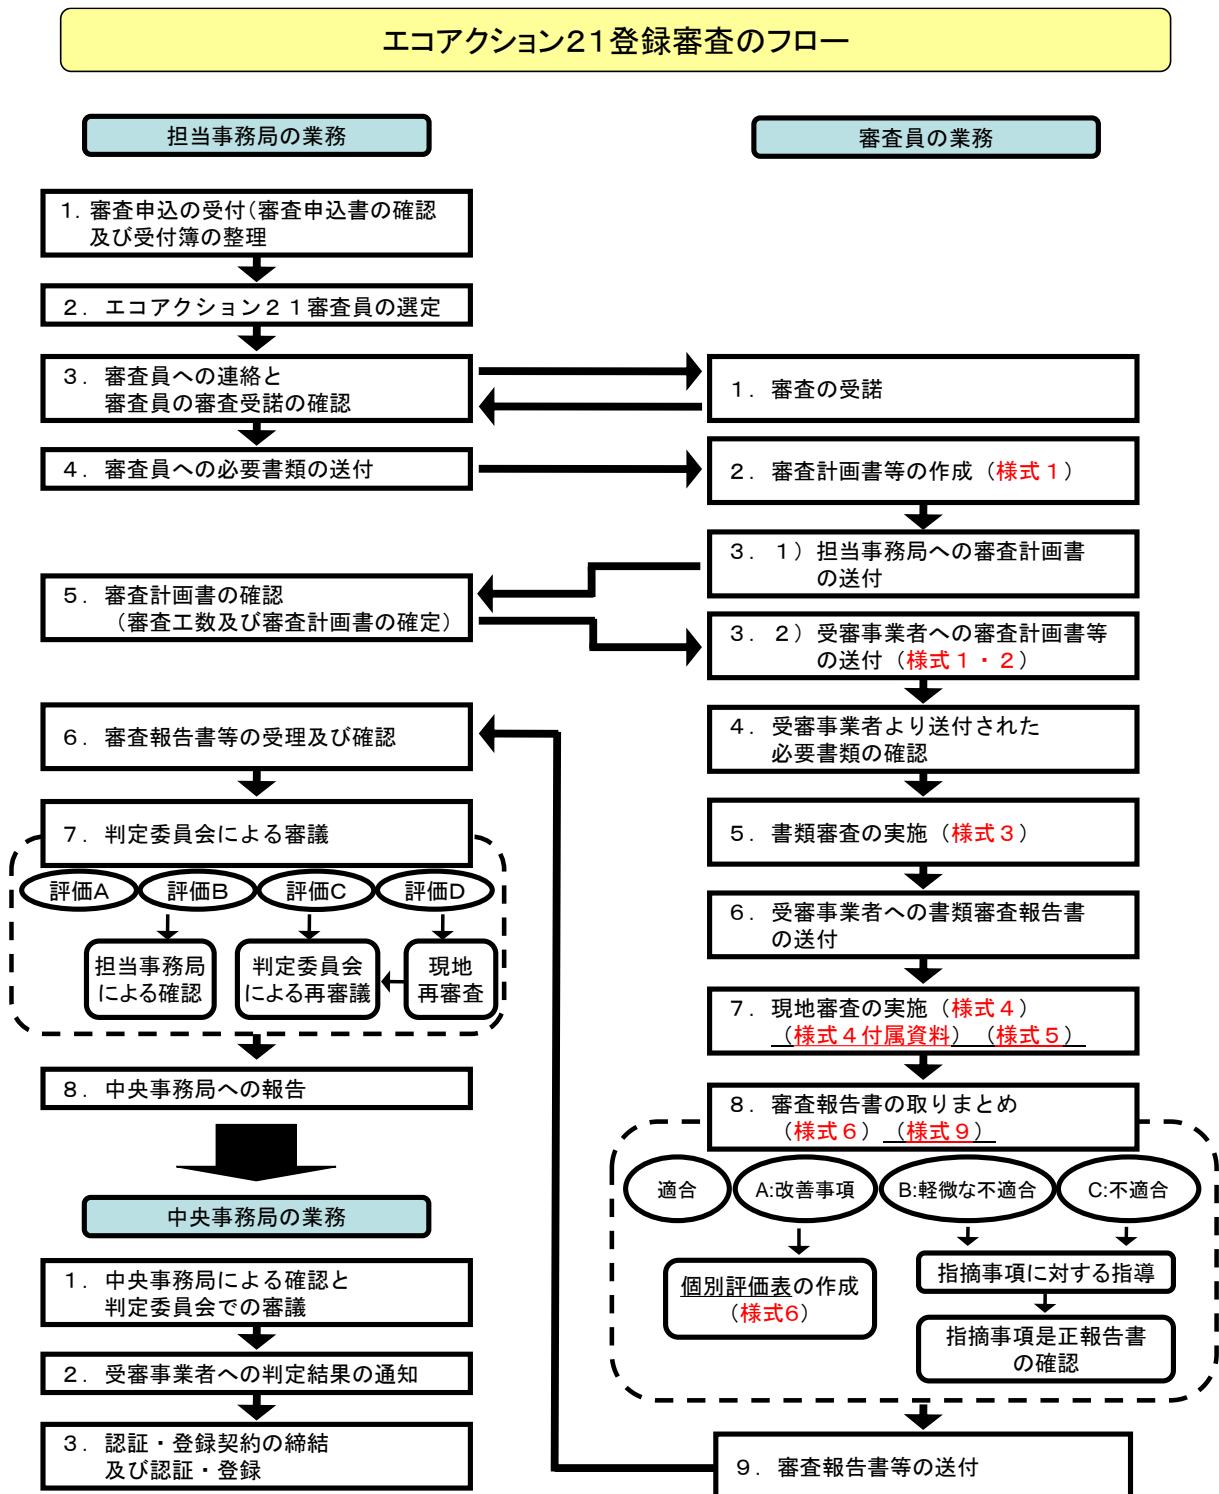 エコアクション２１登録審査のフロー
担当事務局の業務
１．審査申込の受付（審査申込書の確認
及び受付簿の整理
２．エコアクション２１審査員の選定
３．審査員への連絡と
審査員の審査受諾の確認
４．審査員への必要書類の送付
５．審査計画書の確認
（審査工数及び審査計画書の確定）
６．審査報告書等の受理及び確認
７．判定委員会による審議
評価A 評価B 評価C 評価D
担当事務局
による確認
判定委員会
による再審議
現地
再審査
８．中央事務局への報告
中央事務局の業務
１．中央事務局による確認と
判定委員会での審議
２．受審事業者への判定結果の通知
３．認証・登録契約の締結
及び認証・登録
審査員の業務
１．審査の受諾
２．審査計画書等の作成（様式１）
３．１）担当事務局への審査計画書
の送付
３．２）受審事業者への審査計画書等
の送付（様式１・２）
４．受審事業者より送付された
必要書類の確認
５．書類審査の実施（様式３）
６．受審事業者への書類審査報告書
の送付
７．現地審査の実施（様式４）
（様式４付属資料）（様式５）
８．審査報告書の取りまとめ
（様式６）（様式９）
適合 A:改善事項 B:軽微な不適合 C:不適合
個別評価表の作成
（様式6）
指摘事項に対する指導
指摘事項是正報告書
の確認
９．審査報告書等の送付